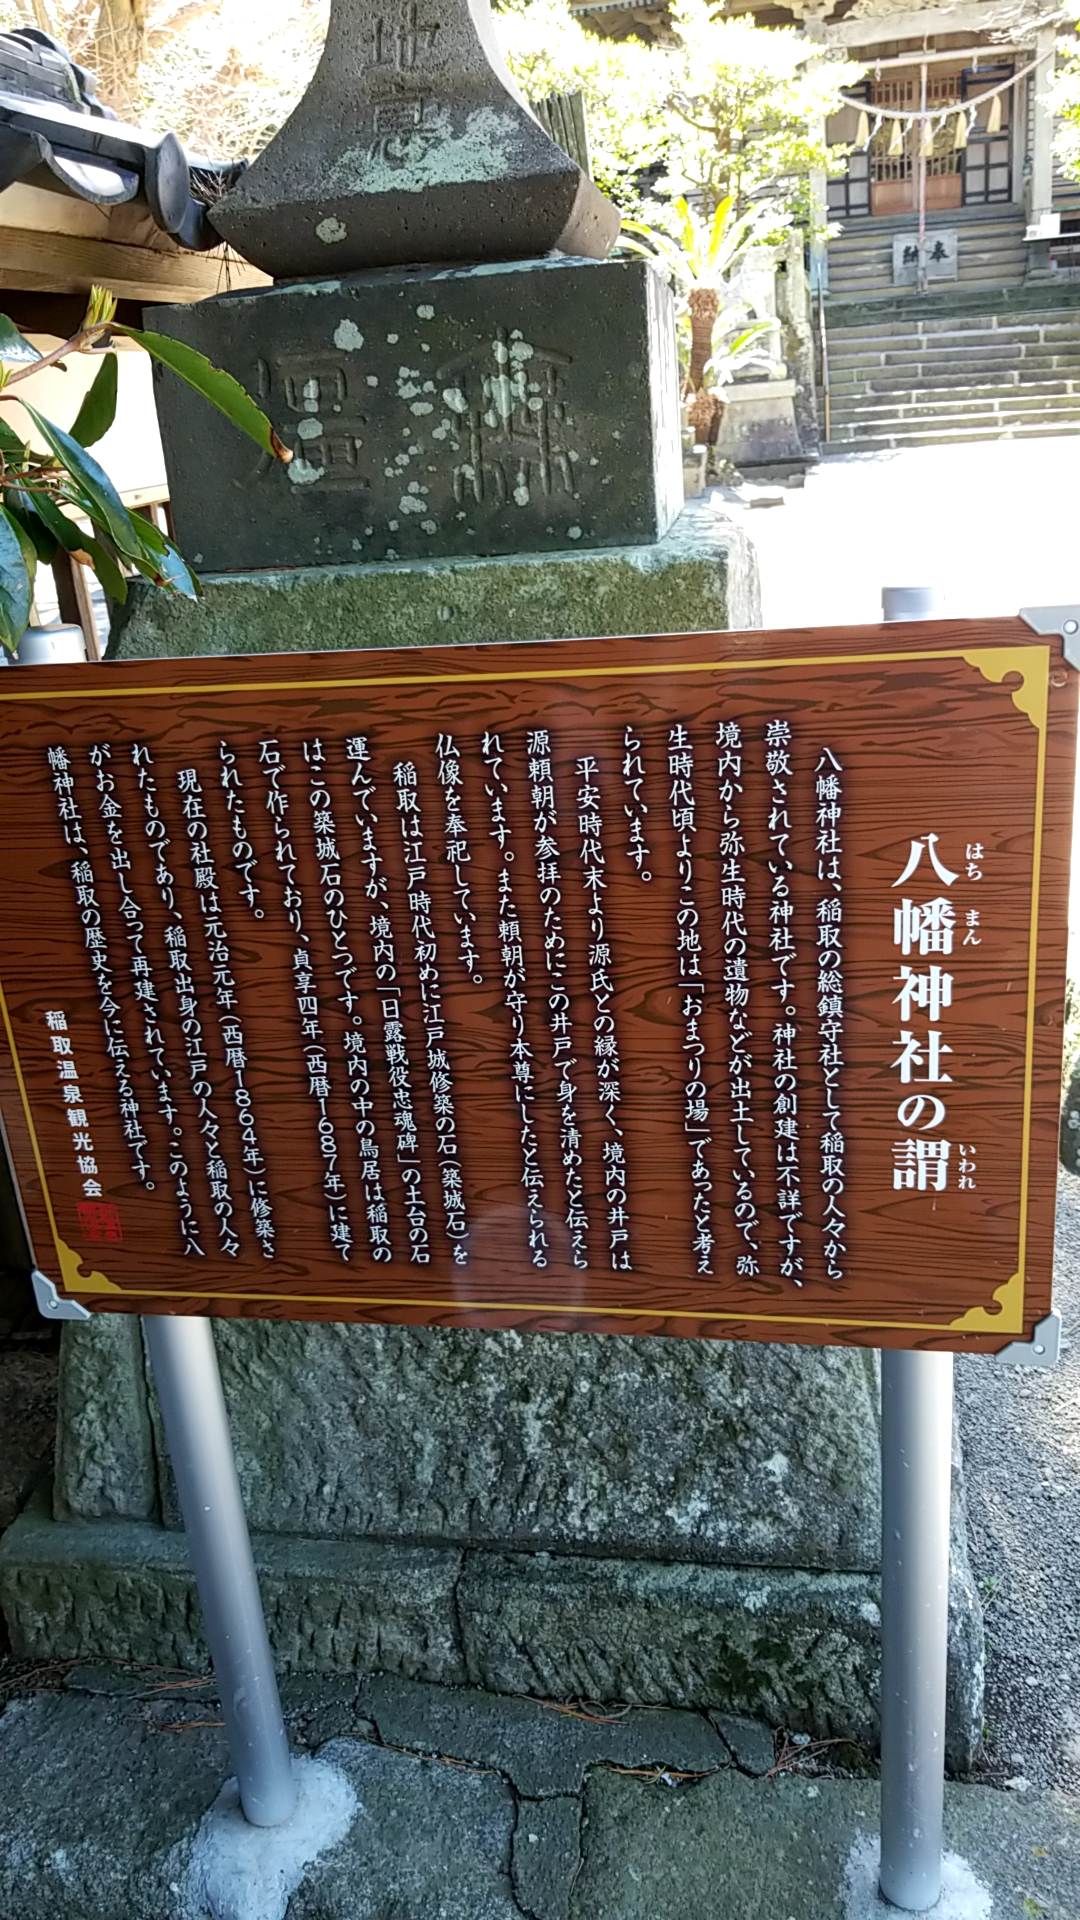 八幡神社の謂
はち
まん
いわれ
八幡神社は、稲取の総鎮守社として稲取の人々から
崇敬されている神社です。神社の創建は不詳ですが、
境内から弥生時代の遺物などが出土しているので、弥
生時代頃よりこの地は「おまつりの場」であったと考え
られています。
平安時代末より源氏との縁が深く、境内の井戸は
源頼朝が参拝のためにこの井戸で身を清めたと伝えら
れています。また頼朝が守り本尊にしたと伝えられる
仏像を奉祀しています。
稲取は江戸時代初めに江戸城修築の石(築城石)を
運んでいますが、境内の「日露戦役忠魂碑」の土台の石
はこの築城石のひとつです。境内の中の鳥居は稲取の
石で作られており、貞享四年(西暦1687年)に建て
られたものです。
現在の社殿は元治元年(西暦1864年)に修築さ
れたものであり、稲取出身の江戸の人々と稲取の人々
がお金を出し合って再建されています。このように八
幡神社は、稲取の歴史を今に伝える神社です。
稲取温泉観光協会
奉納
地